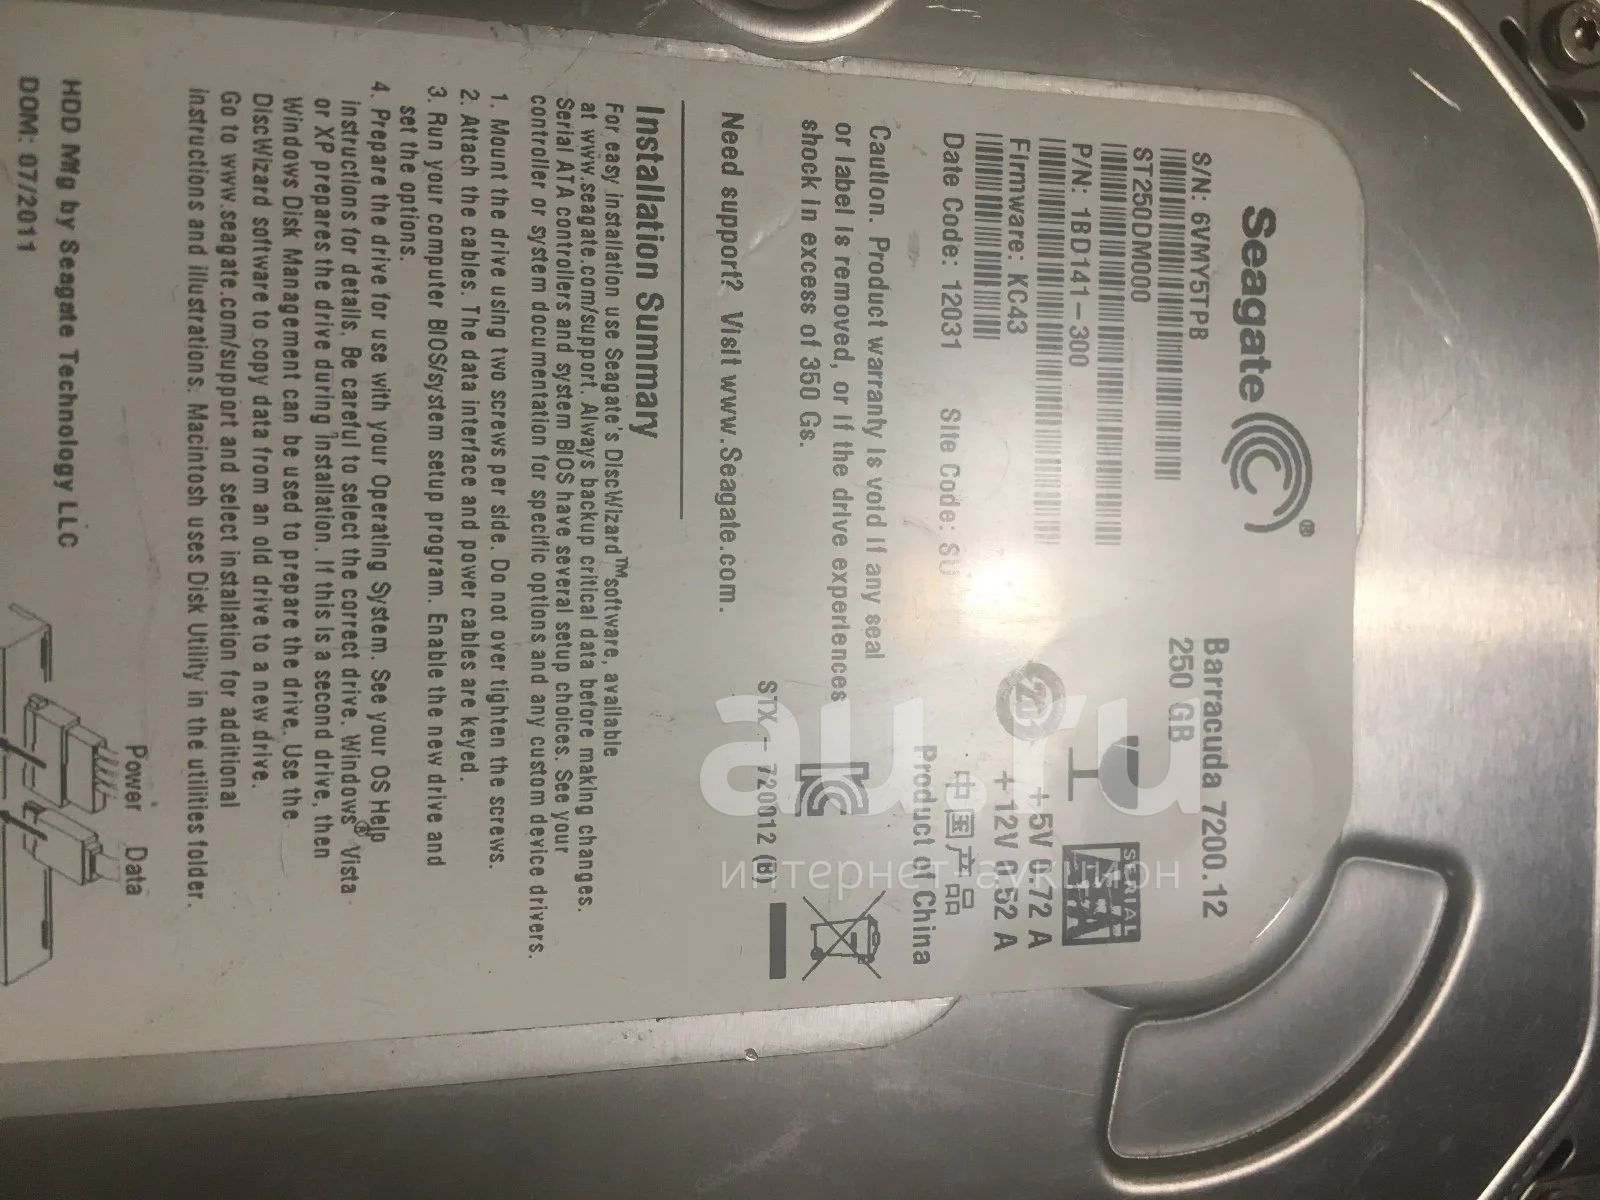 Seagate®
Barracuda 7200.12
250 GB
S/N: 6VMY5TPB
ST250DM000
P/N: 1BD141-300
Firmware: KC43
Date Code: 12031 Site Code: SU
SERIAL
ATA
+5V 0.72 A
+12V 0.52 A
中国产品
Product of China
Caution. Product warranty is void if any seal
or label is removed, or if the drive experiences
shock in excess of 350 Gs.
Need support? Visit www.Seagate.com.
STX – 720012 (B)
Installation Summary
For easy installation use Seagate's DiscWizard™ software, available
at www.seagate.com/support. Always backup critical data before making changes.
Serial ATA controllers and system BIOS have several setup choices. See your
controller or system documentation for specific options and any custom device drivers.
1. Mount the drive using two screws per side. Do not over tighten the screws.
2. Attach the cables. The data interface and power cables are keyed.
3. Run your computer BIOS/system setup program. Enable the new drive and
set the options.
4. Prepare the drive for use with your Operating System. See your OS Help
instructions for details. Be careful to select the correct drive. Windows® Vista
or XP prepares the drive during installation. If this is a second drive, then
Windows Disk Management can be used to prepare the drive. Use the
DiscWizard software to copy data from an old drive to a new drive.
Go to www.seagate.com/support and select installation for additional
instructions and illustrations. Macintosh uses Disk Utility in the utilities folder.
Power Data
HDD Mfg by Seagate Technology LLC
DOM: 07/2011
au.ru
интернет-аукцион